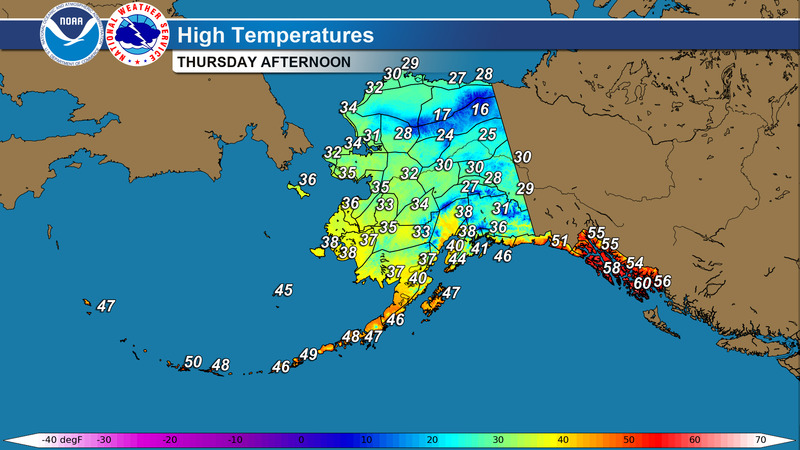 NOAA
NATIONAL WEATHER SERVICE
High Temperatures
THURSDAY AFTERNOON
29
30
27 28
32
34
17 16
31 28 24 25
34
32
30 30 30
35 32
28
36 35 27 29
36 33 34 38 31
35 33 38 36
38 37 40 41 51 55 55
38 37 44 46 58 54
37 40 60 56
45 47
47 46
48 47
49
50 48 46
-40 degF -30 -20 -10 0 10 20 30 40 50 60 70